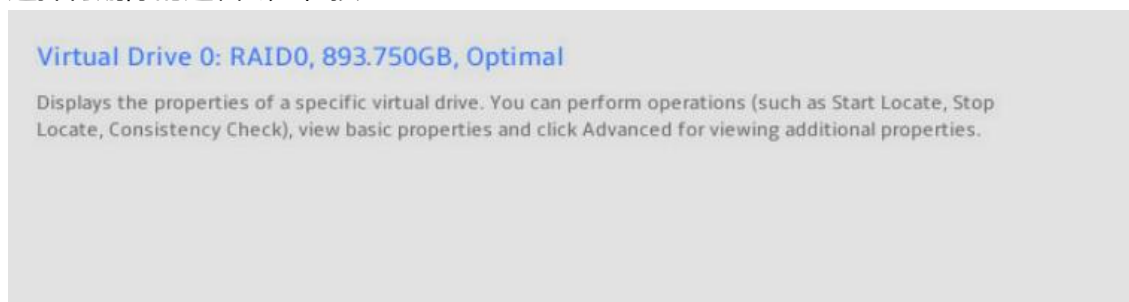 Virtual Drive 0: RAID0, 893.750GB, Optimal
Displays the properties of a specific virtual drive. You can perform operations (such as Start Locate, Stop
Locate, Consistency Check), view basic properties and click Advanced for viewing additional properties.